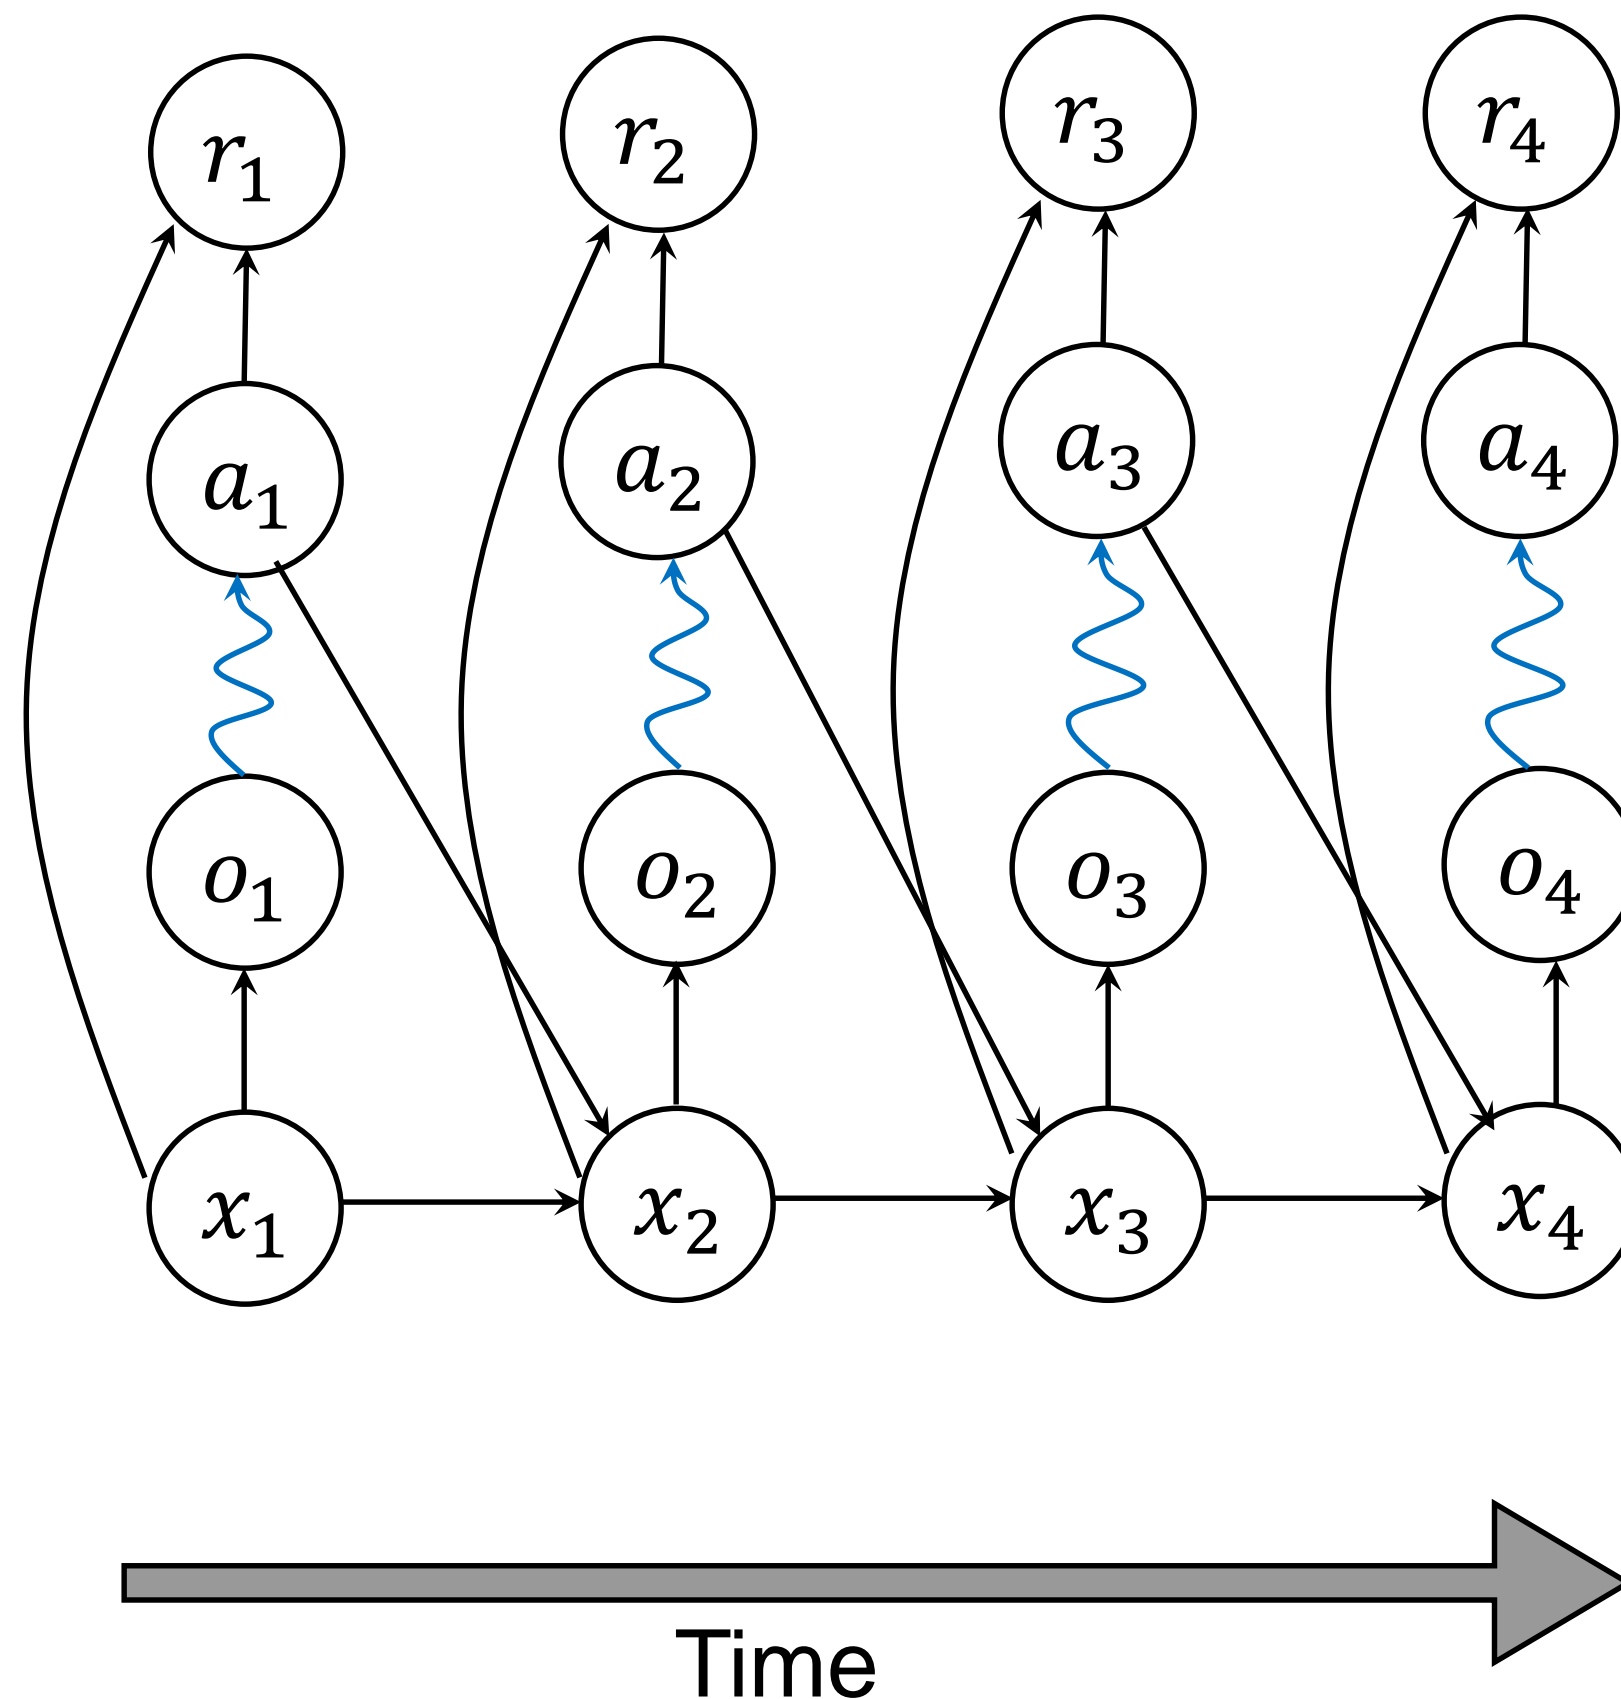 r₁ r₂ r₃ r₄
a₁ a₂ a₃ a₄
o₁ o₂ o₃ o₄
x₁ x₂ x₃ x₄
Time